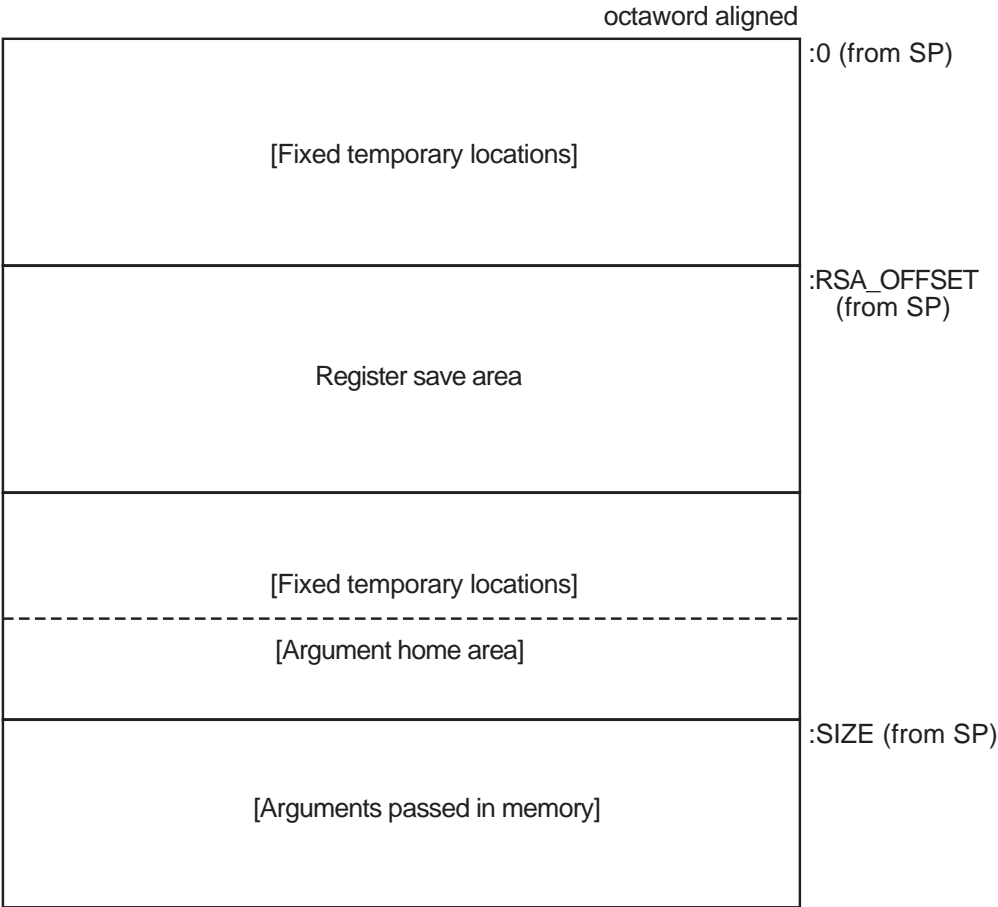 octaword aligned
:0 (from SP)
[Fixed temporary locations]
:RSA_OFFSET
(from SP)
Register save area
[Fixed temporary locations]
[Argument home area]
:SIZE (from SP)
[Arguments passed in memory]